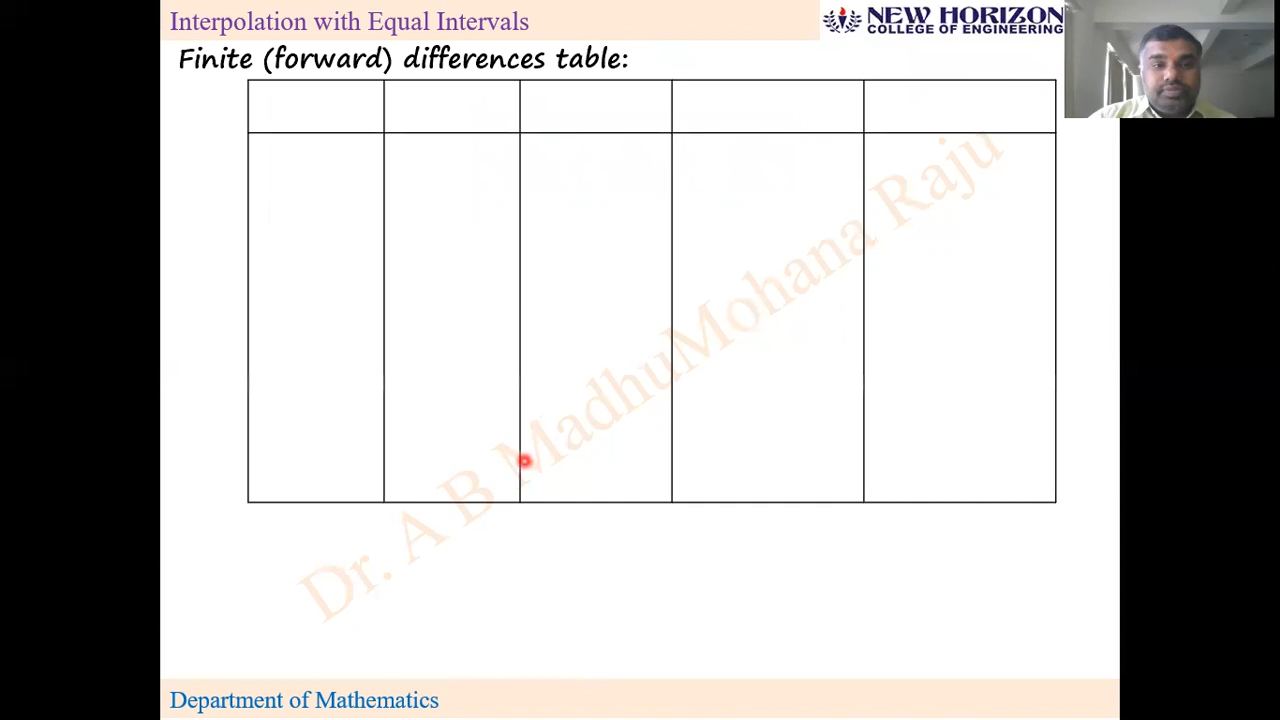 Interpolation with Equal Intervals
NEW HORIZON
COLLEGE OF ENGINEERING
Finite (forward) differences table:
Dr. A B MadhuMohana Raju
Department of Mathematics